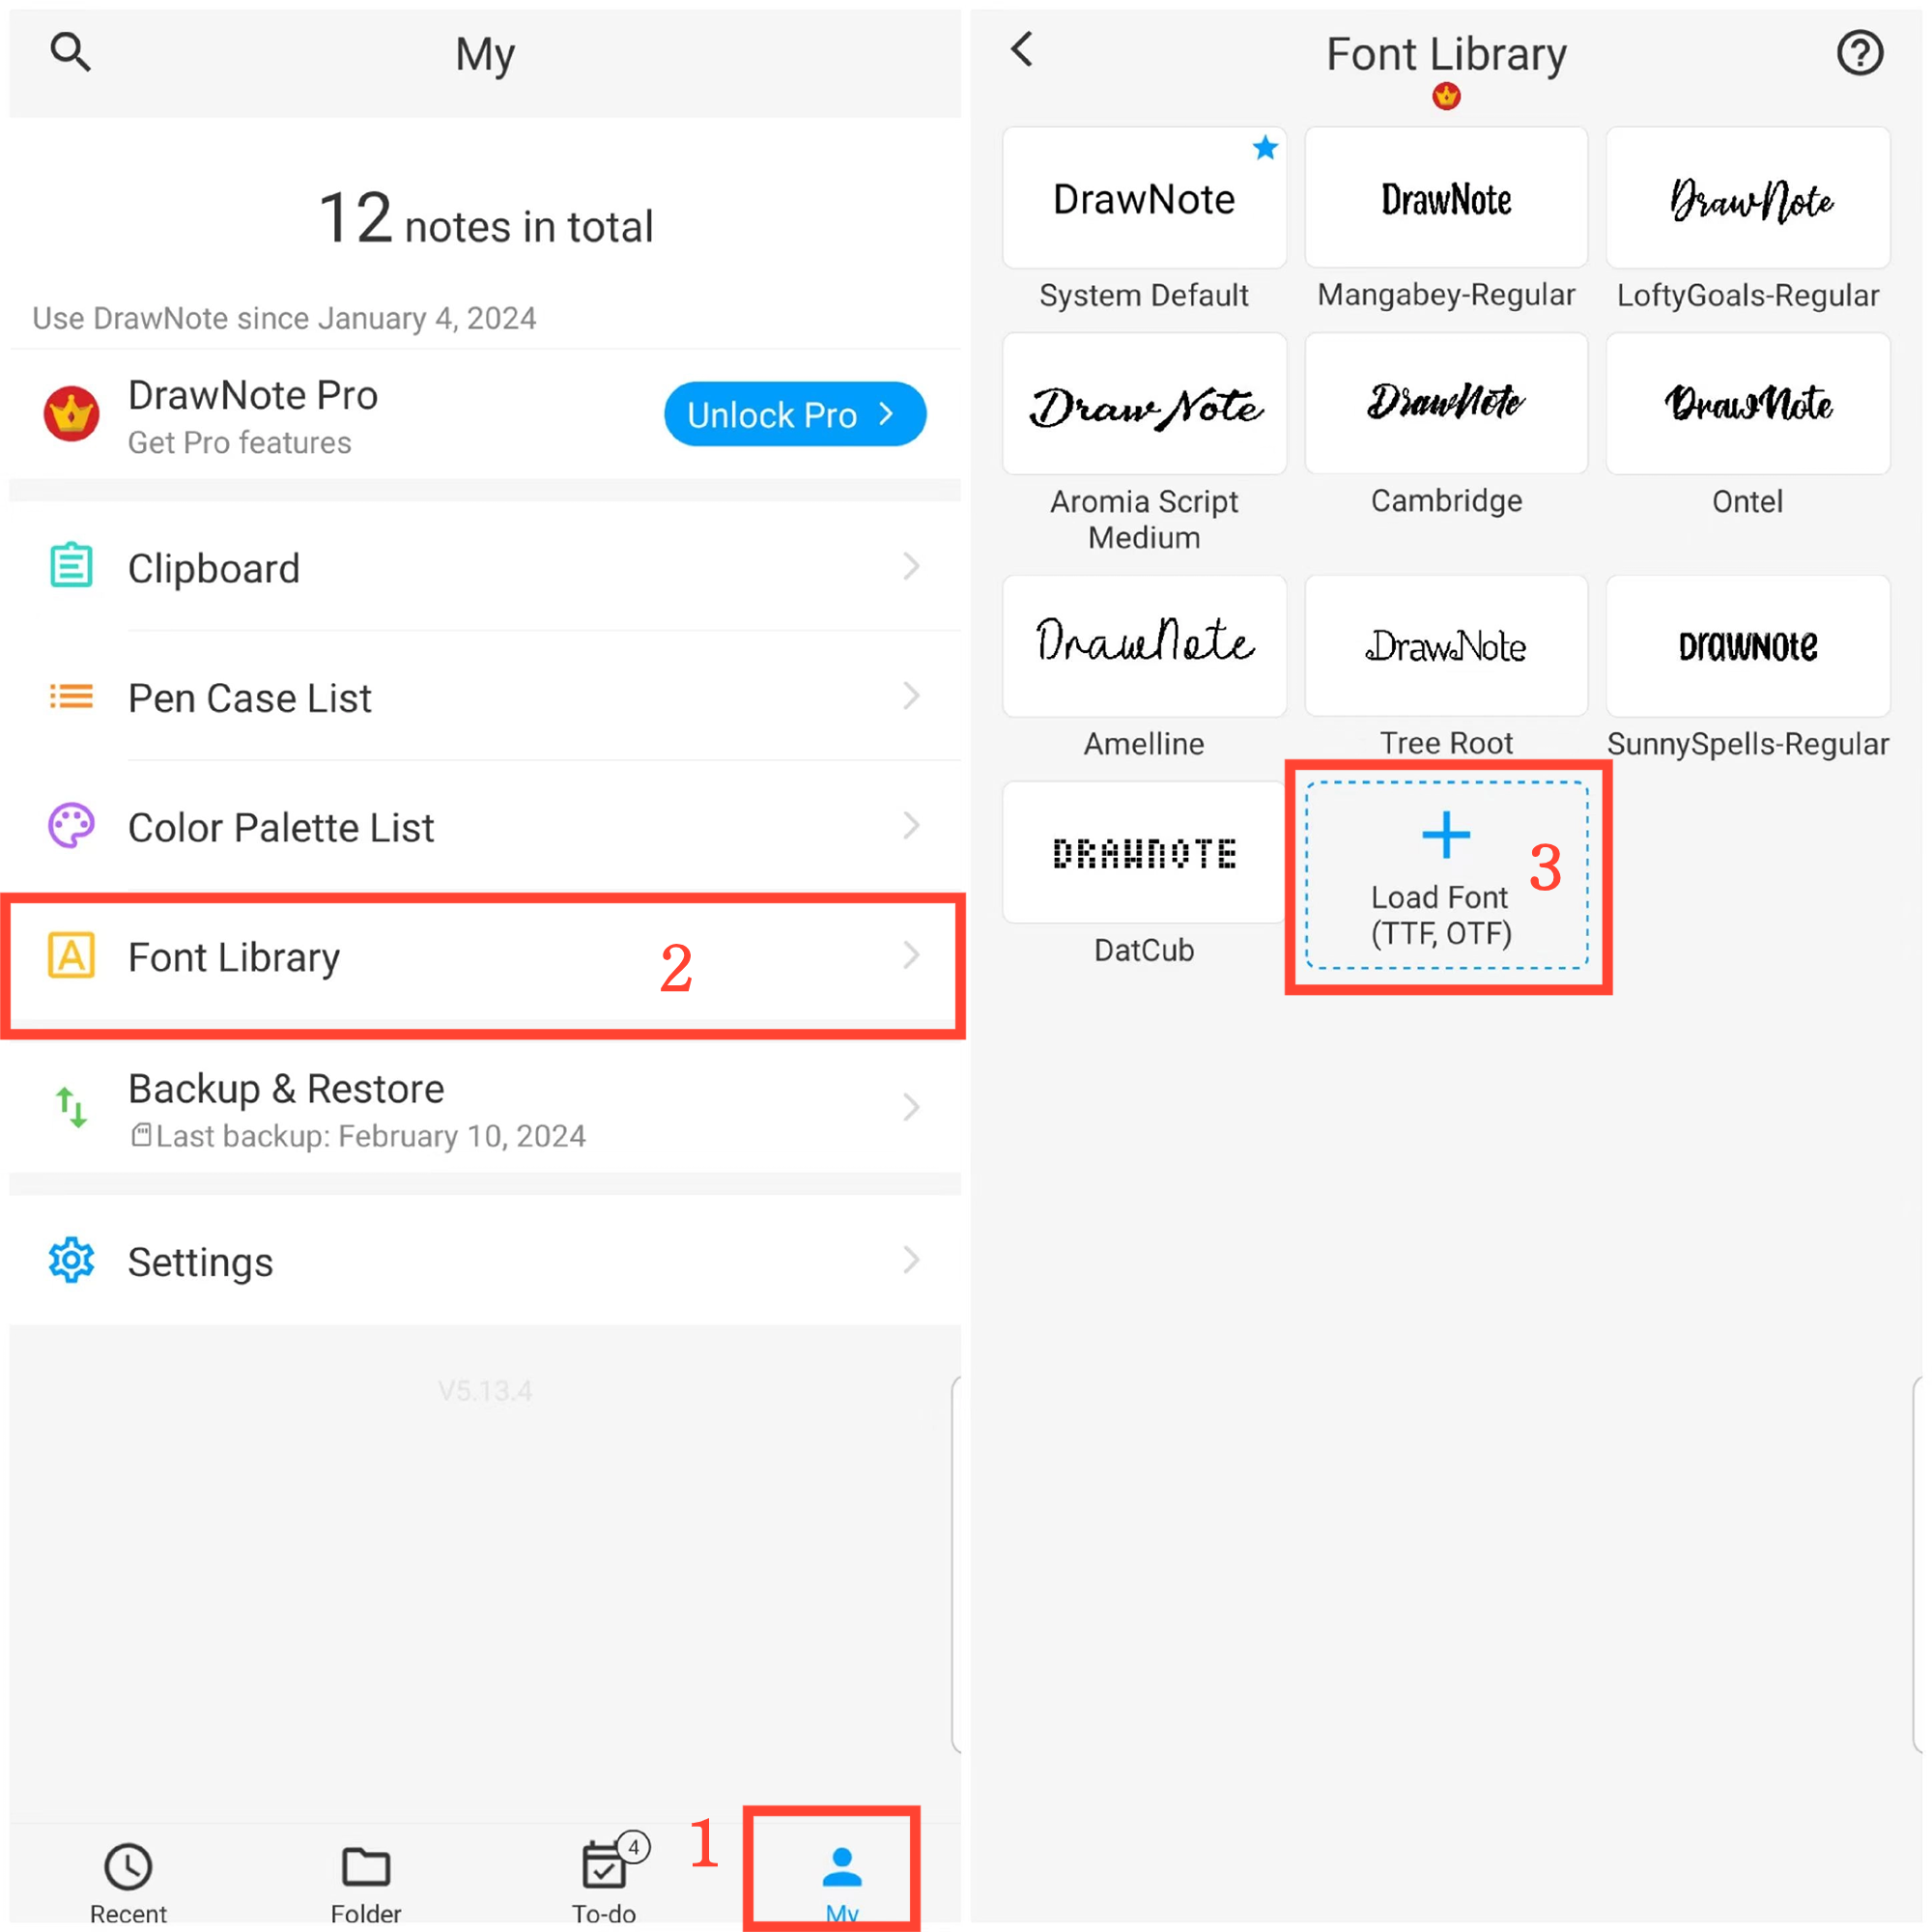 My
12 notes in total
Use DrawNote since January 4, 2024
DrawNote Pro
Get Pro features
Unlock Pro
Clipboard
Pen Case List
Color Palette List
Font Library
2
Backup & Restore
Last backup: February 10, 2024
Settings
V5.13.4
1
4
Recent
Folder
To-do
My
Font Library
DrawNote
DrawNote
DrawNote
System Default
Mangabey-Regular
LoftyGoals-Regular
DrawNote
DrawNote
DrawNote
Aromia Script
Medium
Cambridge
Ontel
DrawNote
DrawNote
DrawNote
Amelline
Tree Root
SunnySpells-Regular
DRAWNOTE
DatCub
Load Font
(TTF, OTF)
3